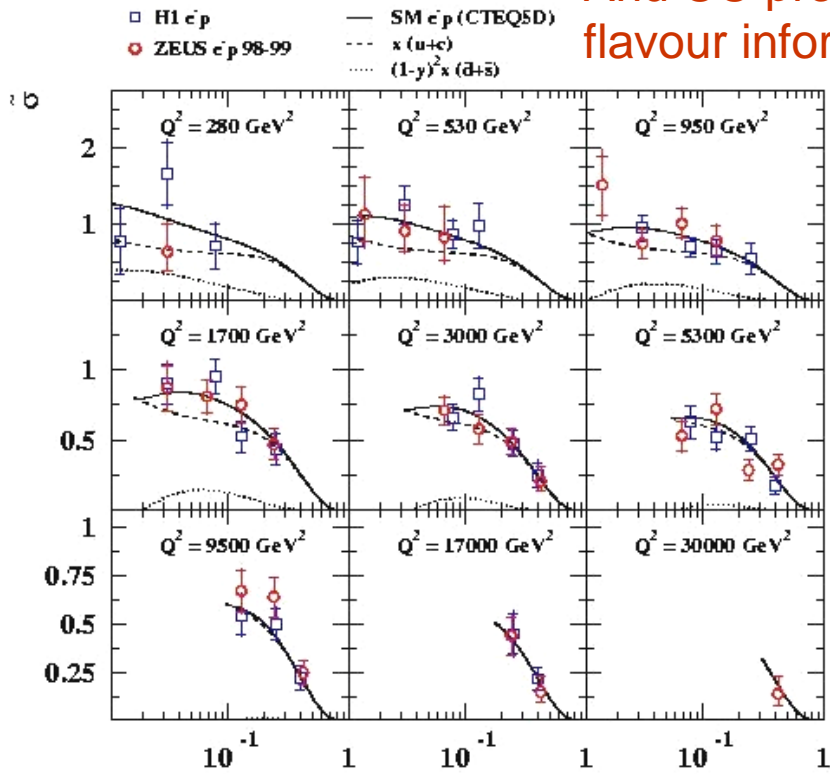 H1 e⁻p
ZEUS e⁻p 98-99
SM e⁻p (CTEQ5D)
x (u+c)
(1-y)² x (d̄+s̄)
flavour
σ̃
Q² = 280 GeV²
Q² = 530 GeV²
Q² = 950 GeV²
2
1
Q² = 1700 GeV²
Q² = 3000 GeV²
Q² = 5300 GeV²
1
0.5
Q² = 9500 GeV²
Q² = 17000 GeV²
Q² = 30000 GeV²
1
0.75
0.5
0.25
10⁻¹ 1 10⁻¹ 1 10⁻¹ 1